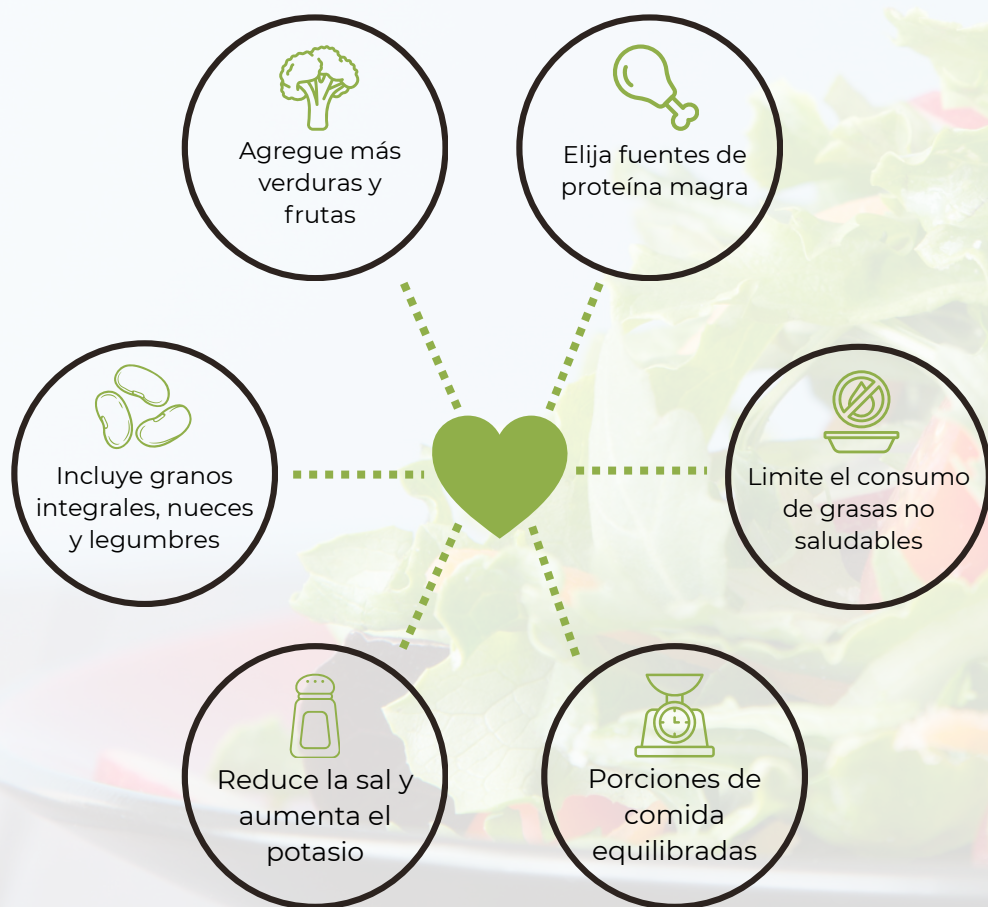 Agregue más
verduras y
frutas
Elija fuentes de
proteína magra
Incluye granos
integrales, nueces
y legumbres
Limite el consumo
de grasas no
saludables
Reduce la sal y
aumenta el
potasio
Porciones de
comida
equilibradas